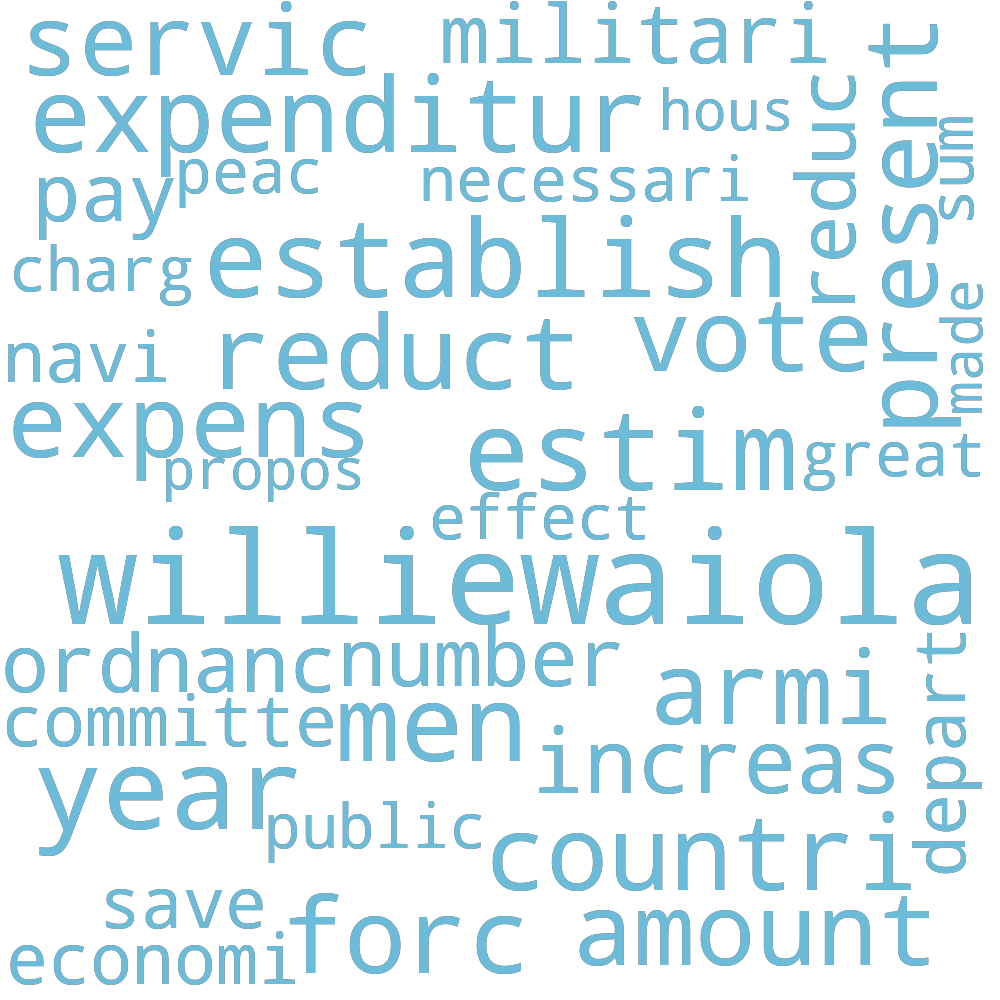 servic
militari
present
expenditur
hous
reduc
sum
peac
necessari
pay
establish
charg
vote
made
reduct
navi
expens
estim
great
propos
effect
williewaiola
number
ordnanc
armi
depart
committe
men
increas
year
public
countri
save
forc
amount
economi